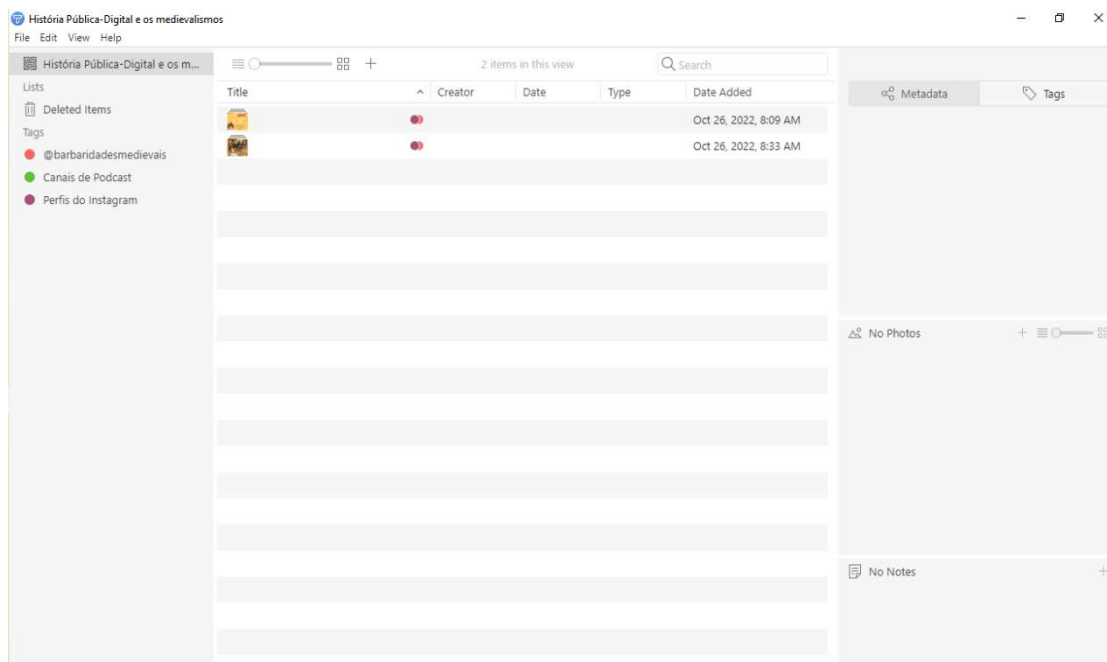 História Pública-Digital e os medievalismos
File Edit View Help
História Pública-Digital e os m...
Lists
Deleted Items
Tags
@barbaridadesmedievais
Canais de Podcast
Perfis do Instagram
2 items in this view
Search
Title Creator Date Type Date Added
Oct 26, 2022, 8:09 AM
Oct 26, 2022, 8:33 AM
Metadata Tags
No Photos
No Notes